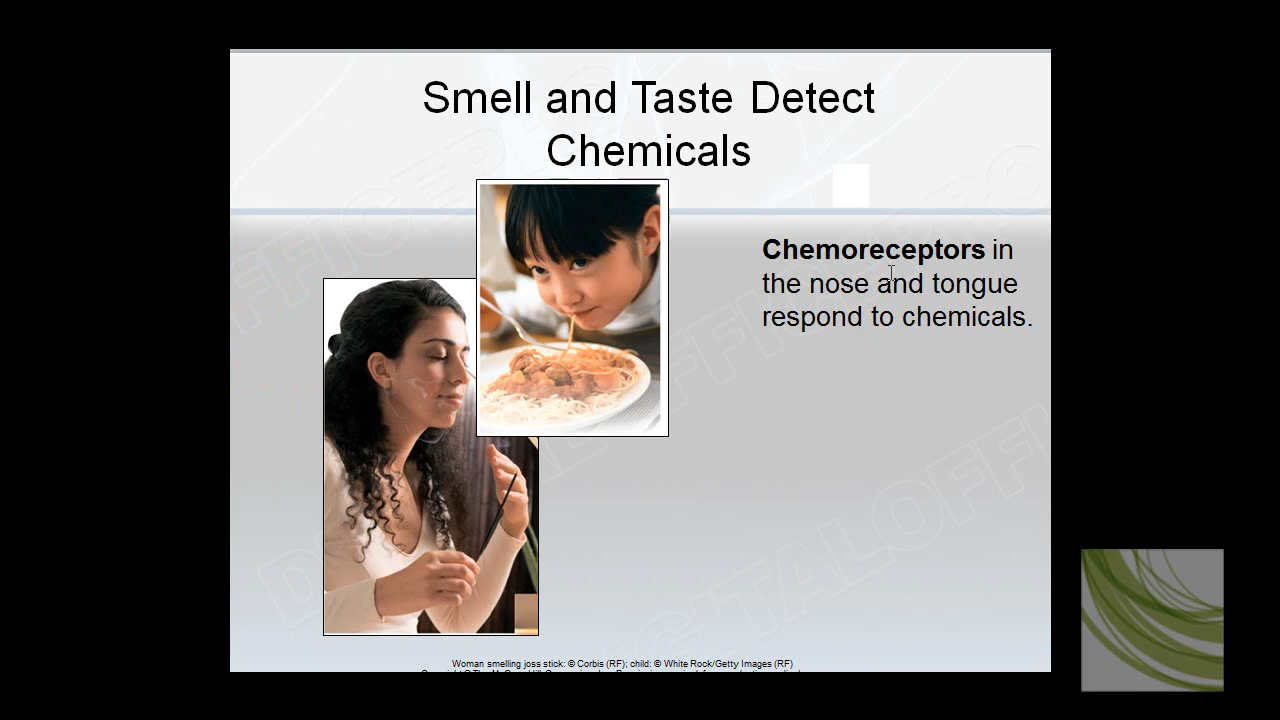 Smell and Taste Detect
Chemicals
Chemoreceptors in
the nose and tongue
respond to chemicals.
Woman smelling joss stick: © Corbis (RF); child: © White Rock/Getty Images (RF)